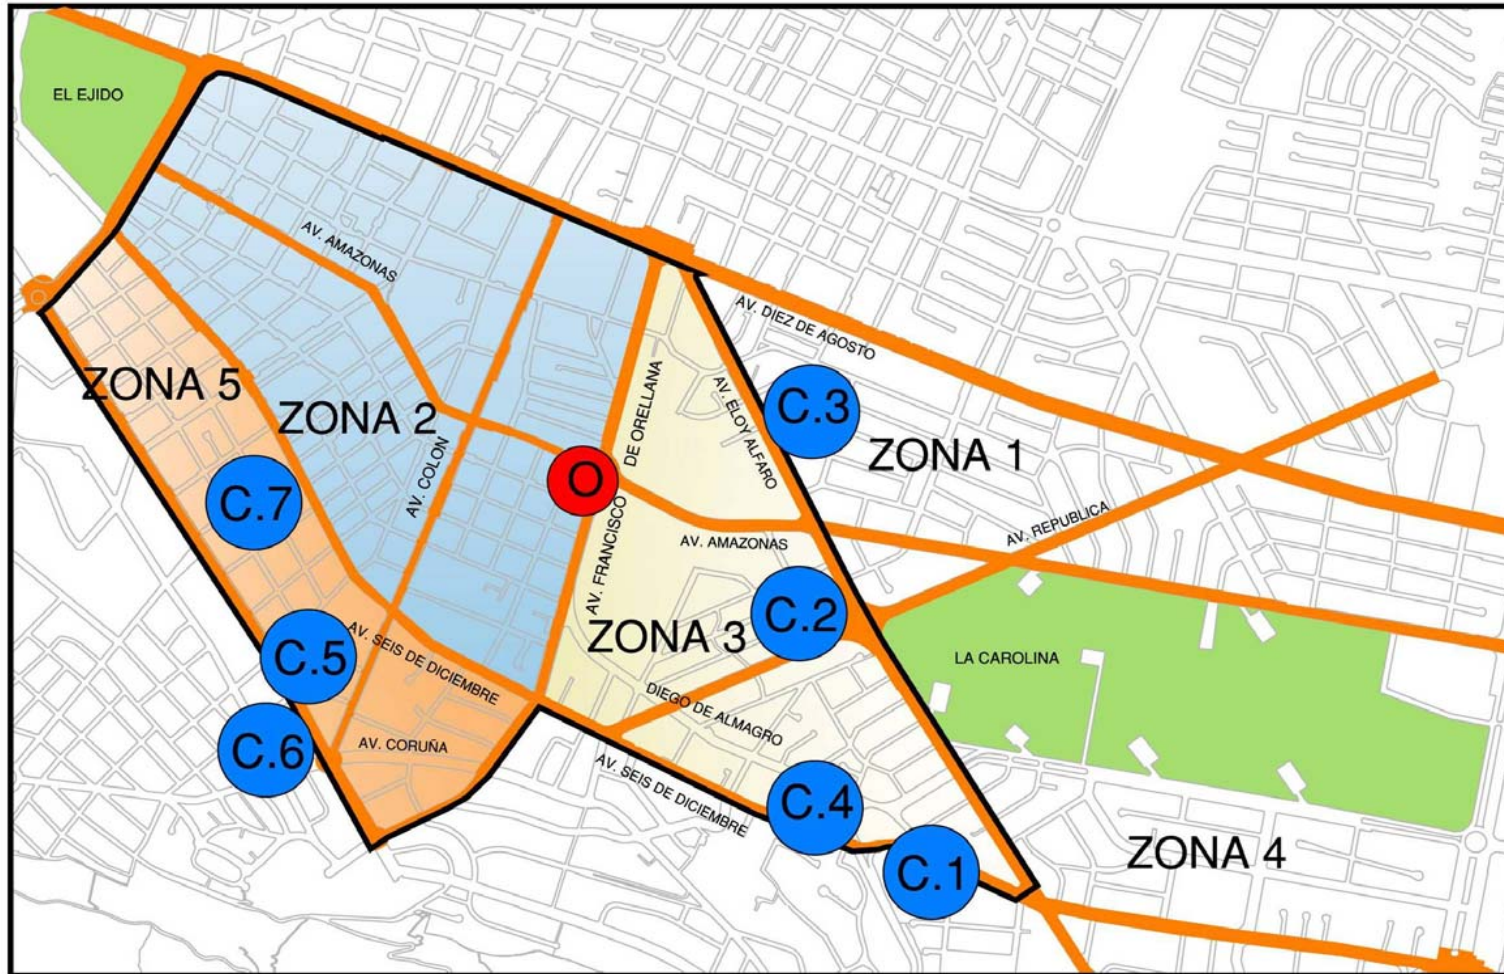 EL EJIDO
AV. AMAZONAS
AV. DIEZ DE AGOSTO
DE ORELLANA
AV. ELOY ALFARO
ZONA 5
ZONA 2
C.3
ZONA 1
AV. COLON
C.7
O
AV. FRANCISCO
AV. AMAZONAS
AV. REPUBLICA
C.2
ZONA 3
AV. SEIS DE DICIEMBRE
C.5
LA CAROLINA
DIEGO DE ALMAGRO
C.6
AV. CORUÑA
AV. SEIS DE DICIEMBRE
C.4
C.1
ZONA 4